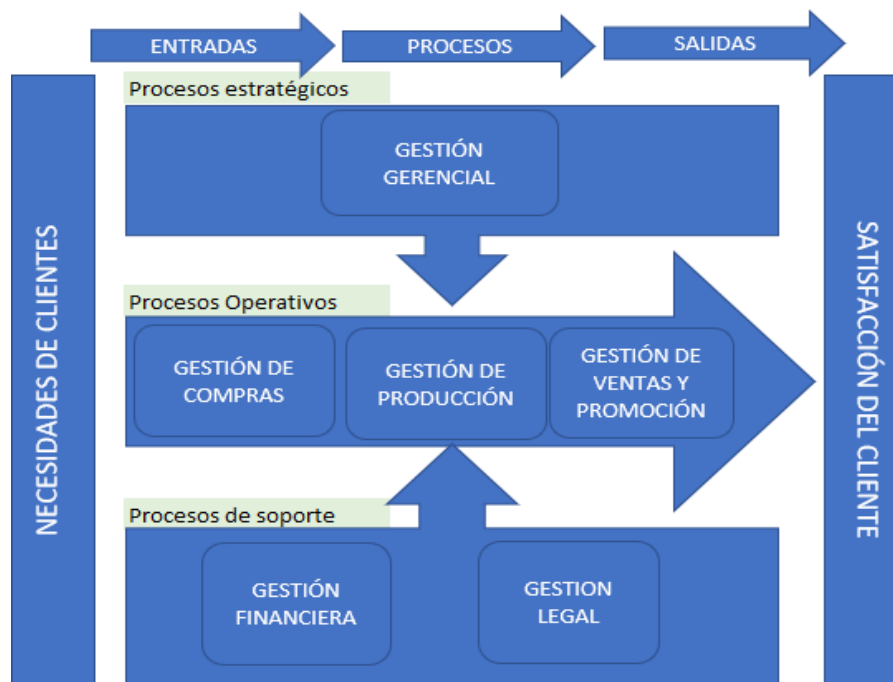 ENTRADAS
PROCESOS
SALIDAS
NECESIDADES DE CLIENTES
Procesos estratégicos
GESTIÓN
GERENCIAL
Procesos Operativos
GESTIÓN DE
COMPRAS
GESTIÓN DE
PRODUCCIÓN
GESTIÓN DE
VENTAS Y
PROMOCIÓN
Procesos de soporte
GESTIÓN
FINANCIERA
GESTION
LEGAL
SATISFACCIÓN DEL CLIENTE